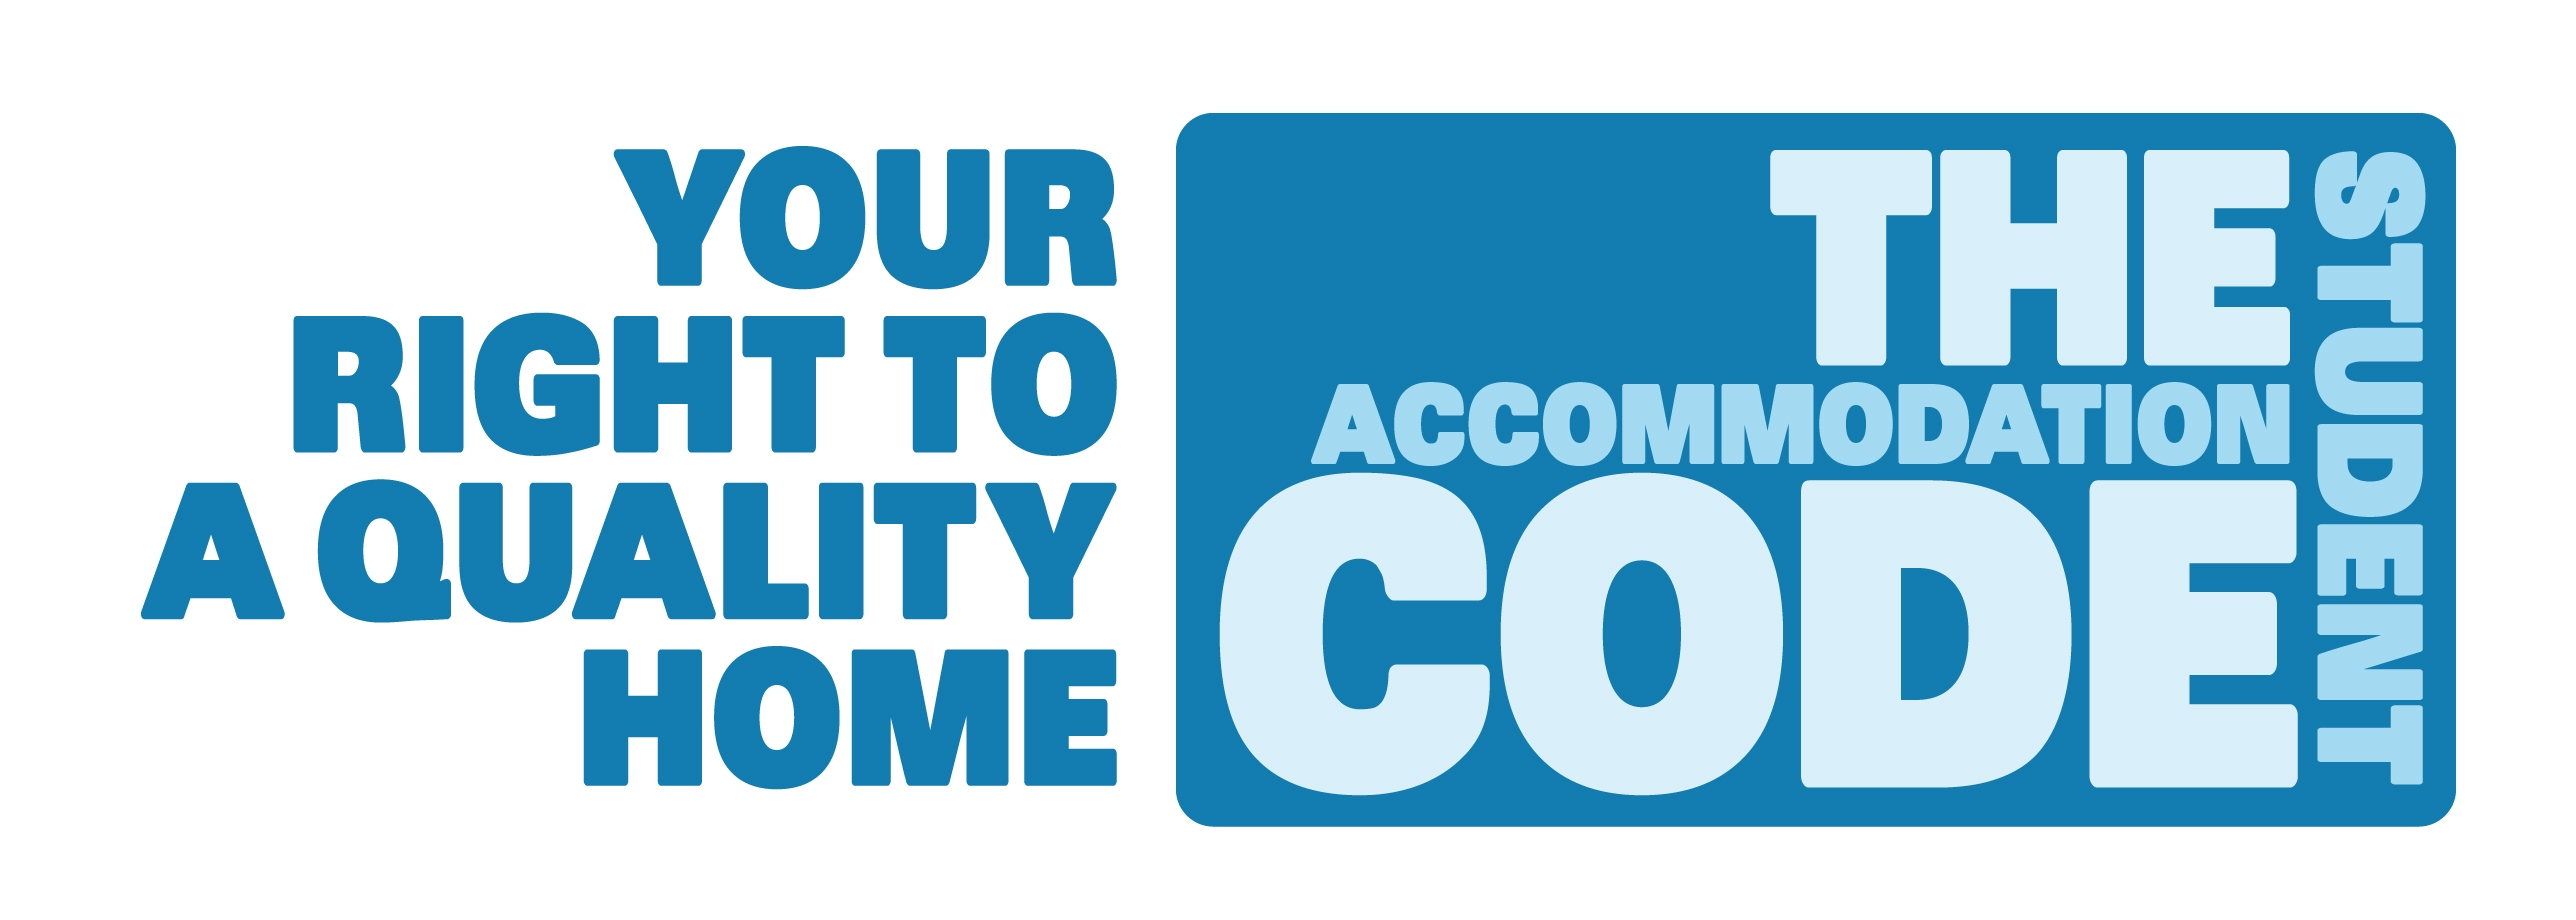 YOUR
RIGHT TO
A QUALITY
HOME
THE
STUDENT
ACCOMMODATION
CODE